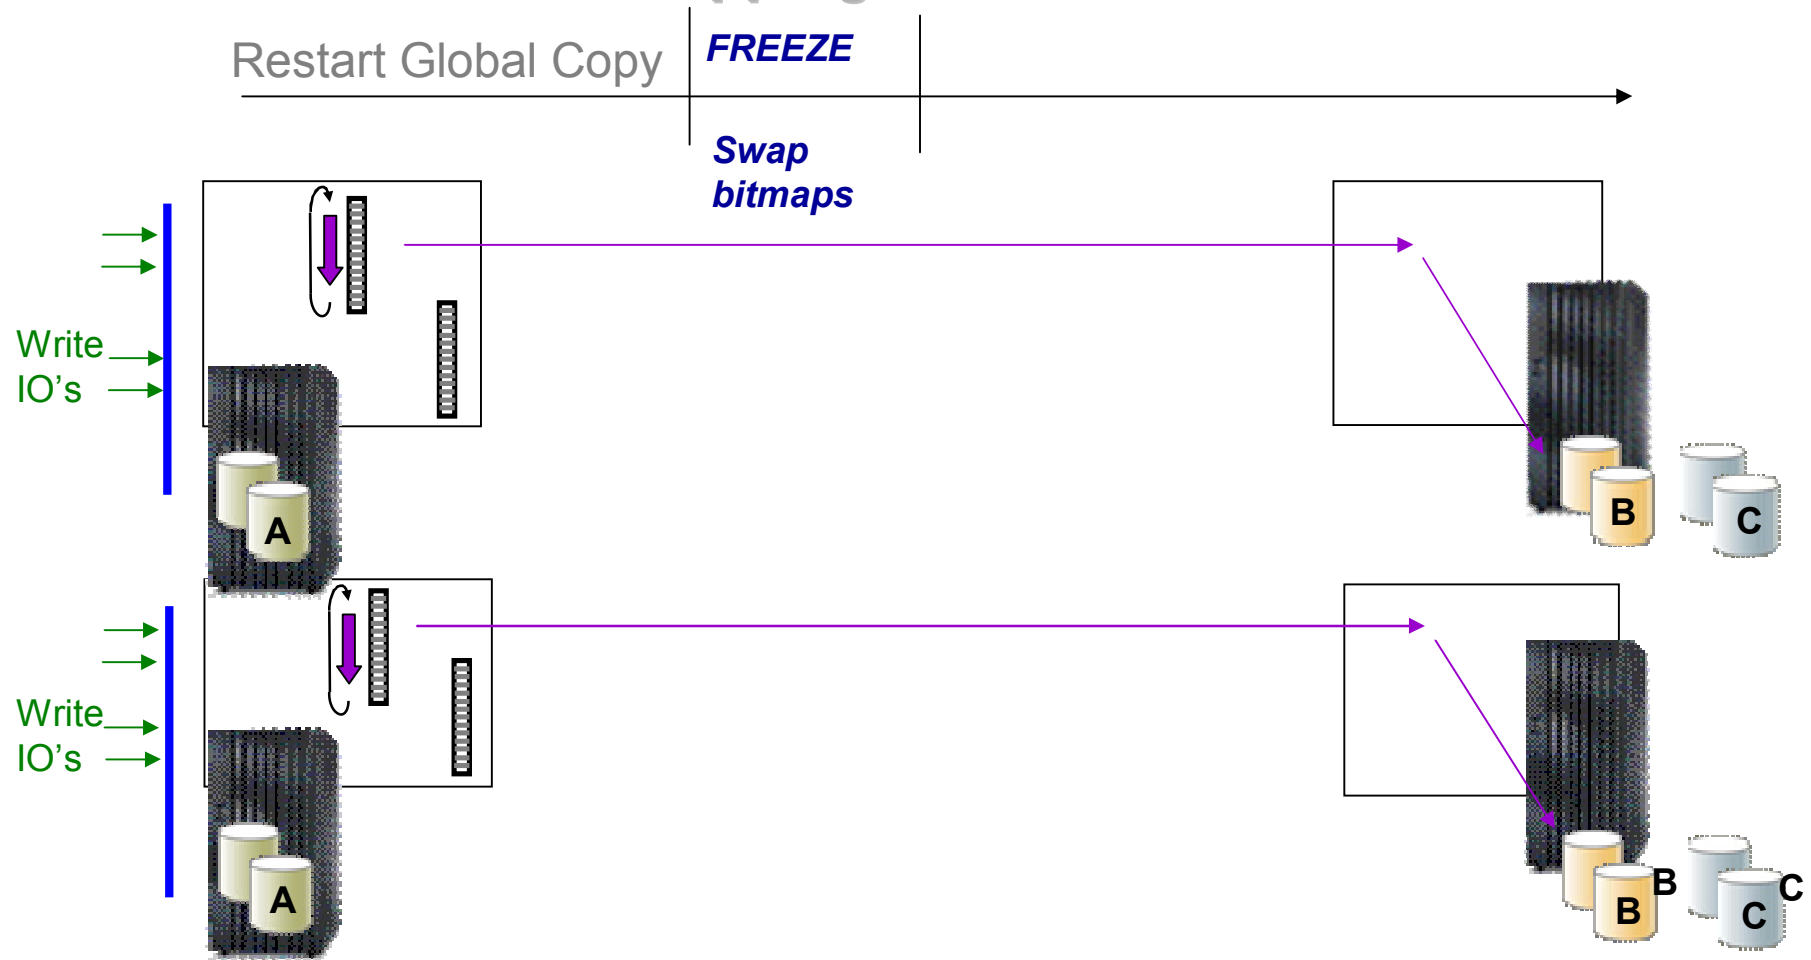 Restart Global Copy
FREEZE
Swap
bitmaps
Write
IO’s
A
B
C
Write
IO’s
A
B
B
C
C